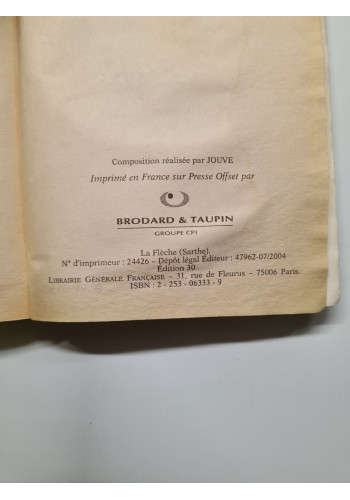 Composition réalisée par JOUVE
Imprimé en France sur Presse Offset par
BRODARD & TAUPIN
GROUPE CPI
La Flèche (Sarthe).
N° d'imprimeur : 24426 – Dépôt légal Éditeur : 47962-07/2004
Édition 30
LIBRAIRIE GÉNÉRALE FRANÇAISE – 31, rue de Fleurus – 75006 Paris.
ISBN : 2 - 253 - 06333 - 9